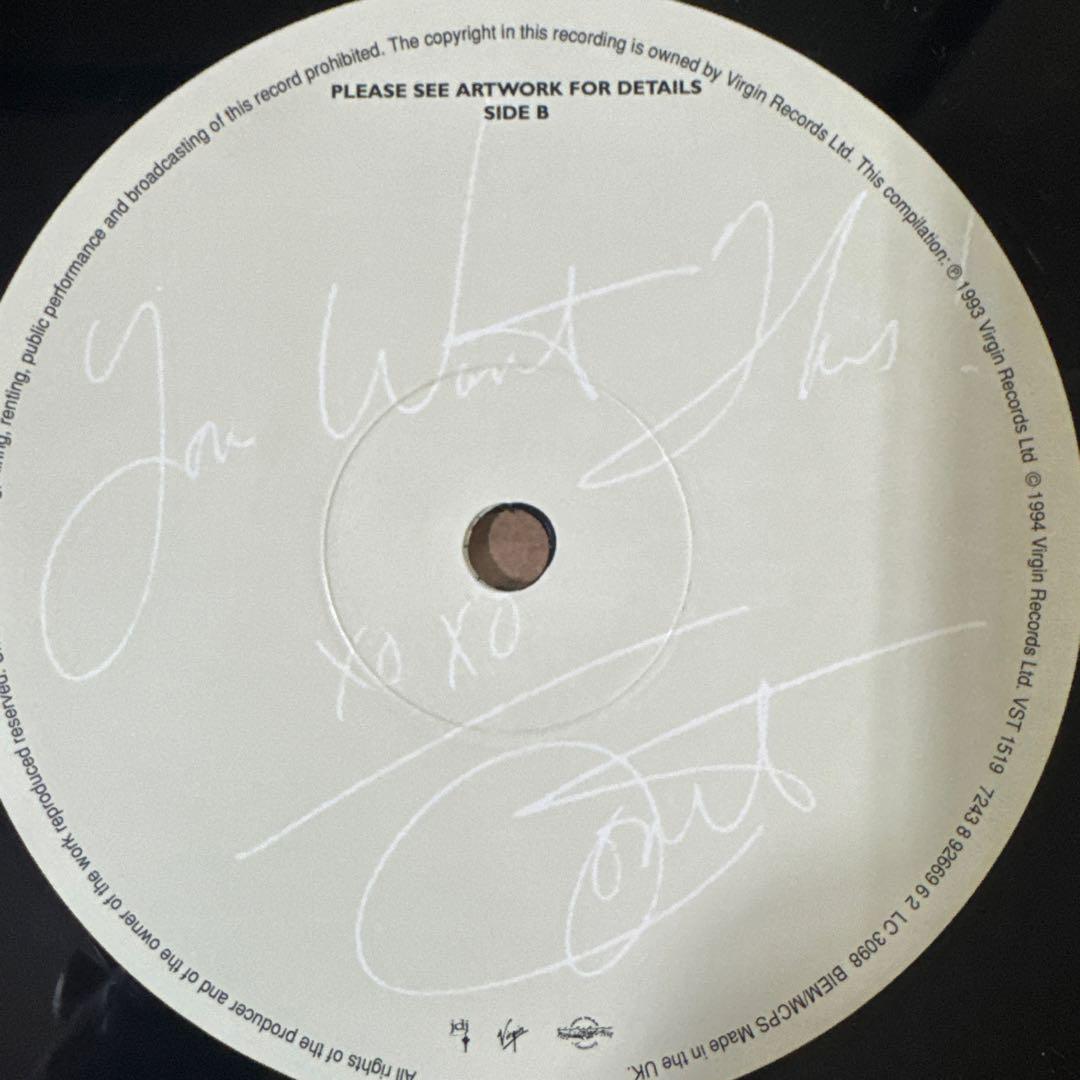 PLEASE SEE ARTWORK FOR DETAILS
SIDE B
You Want This!
xo xo
renting, public performance and broadcasting of this record prohibited. The copyright in this recording is owned by Virgin Records Ltd. This compilation: ℗ 1993 Virgin Records Ltd © 1994 Virgin Records Ltd. VST 1519 7243 8 92669 6 2 LC 3098 BIEM/MCPS Made in the UK.
All rights of the producer and of the owner of the work reproduced reserved.
jdj
Virgin